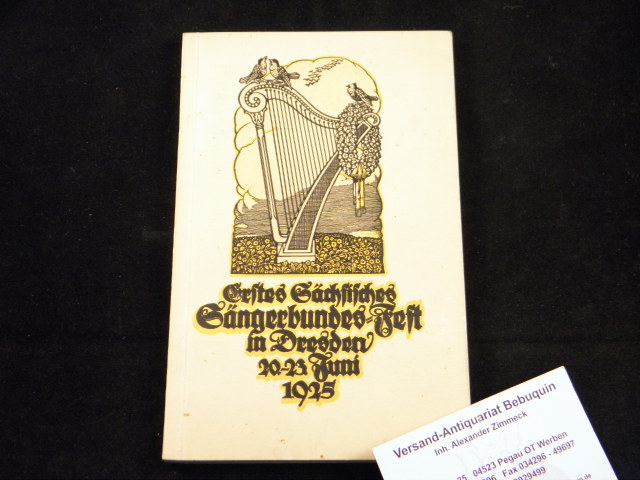 Erstes Sächsisches
Sängerbundes-Fest
in Dresden
20.-23. Juni
1925
Versand-Antiquariat Bebuquin
Inh. Alexander Zimmeck
25 04523 Pegau OT Werben
Fax 034296 - 49697